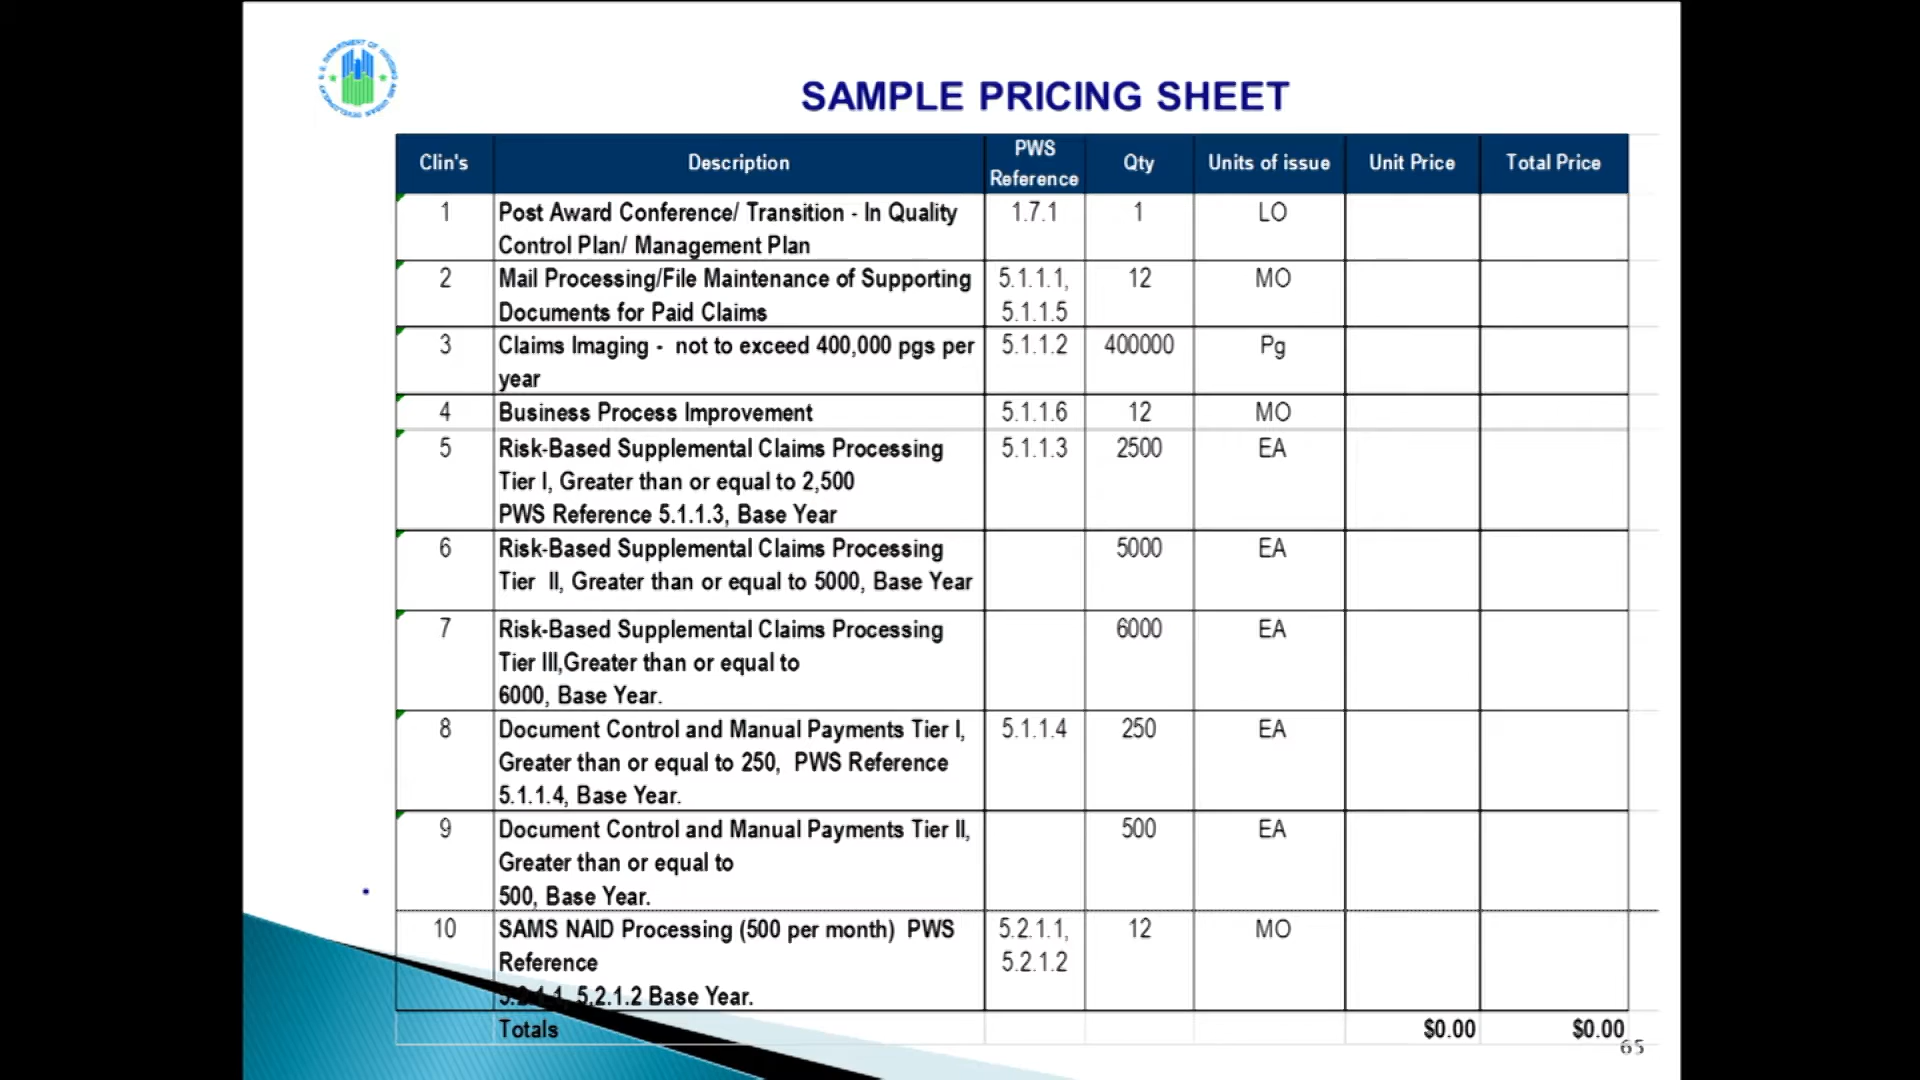 U.S. DEPARTMENT OF HOUSING AND URBAN DEVELOPMENT
SAMPLE PRICING SHEET
Clin's Description PWS Reference Qty Units of issue Unit Price Total Price
1 Post Award Conference/ Transition - In Quality 1.7.1 1 LO
Control Plan/ Management Plan
2 Mail Processing/File Maintenance of Supporting 5.1.1.1, 12 MO
Documents for Paid Claims 5.1.1.5
3 Claims Imaging - not to exceed 400,000 pgs per 5.1.1.2 400000 Pg
year
4 Business Process Improvement 5.1.1.6 12 MO
5 Risk-Based Supplemental Claims Processing 5.1.1.3 2500 EA
Tier I, Greater than or equal to 2,500
PWS Reference 5.1.1.3, Base Year
6 Risk-Based Supplemental Claims Processing 5000 EA
Tier II, Greater than or equal to 5000, Base Year
7 Risk-Based Supplemental Claims Processing 6000 EA
Tier III,Greater than or equal to
6000, Base Year.
8 Document Control and Manual Payments Tier I, 5.1.1.4 250 EA
Greater than or equal to 250, PWS Reference
5.1.1.4, Base Year.
9 Document Control and Manual Payments Tier II, 500 EA
Greater than or equal to
500, Base Year.
10 SAMS NAID Processing (500 per month) PWS 5.2.1.1, 12 MO
Reference 5.2.1.2
5.2.1.1, 5.2.1.2 Base Year.
Totals $0.00 $0.00
65